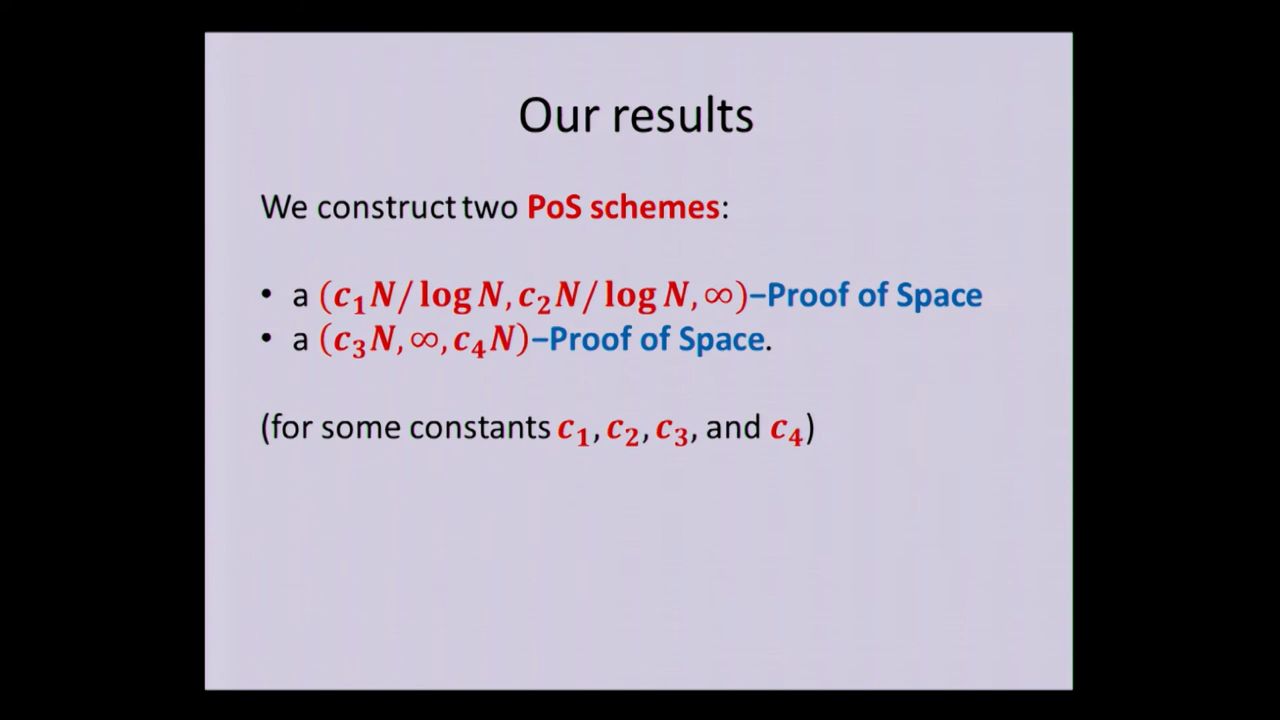 Our results
We construct two PoS schemes:
• a (c₁N/log N, c₂N/log N, ∞)–Proof of Space
• a (c₃N, ∞, c₄N)–Proof of Space.
(for some constants c₁, c₂, c₃, and c₄)